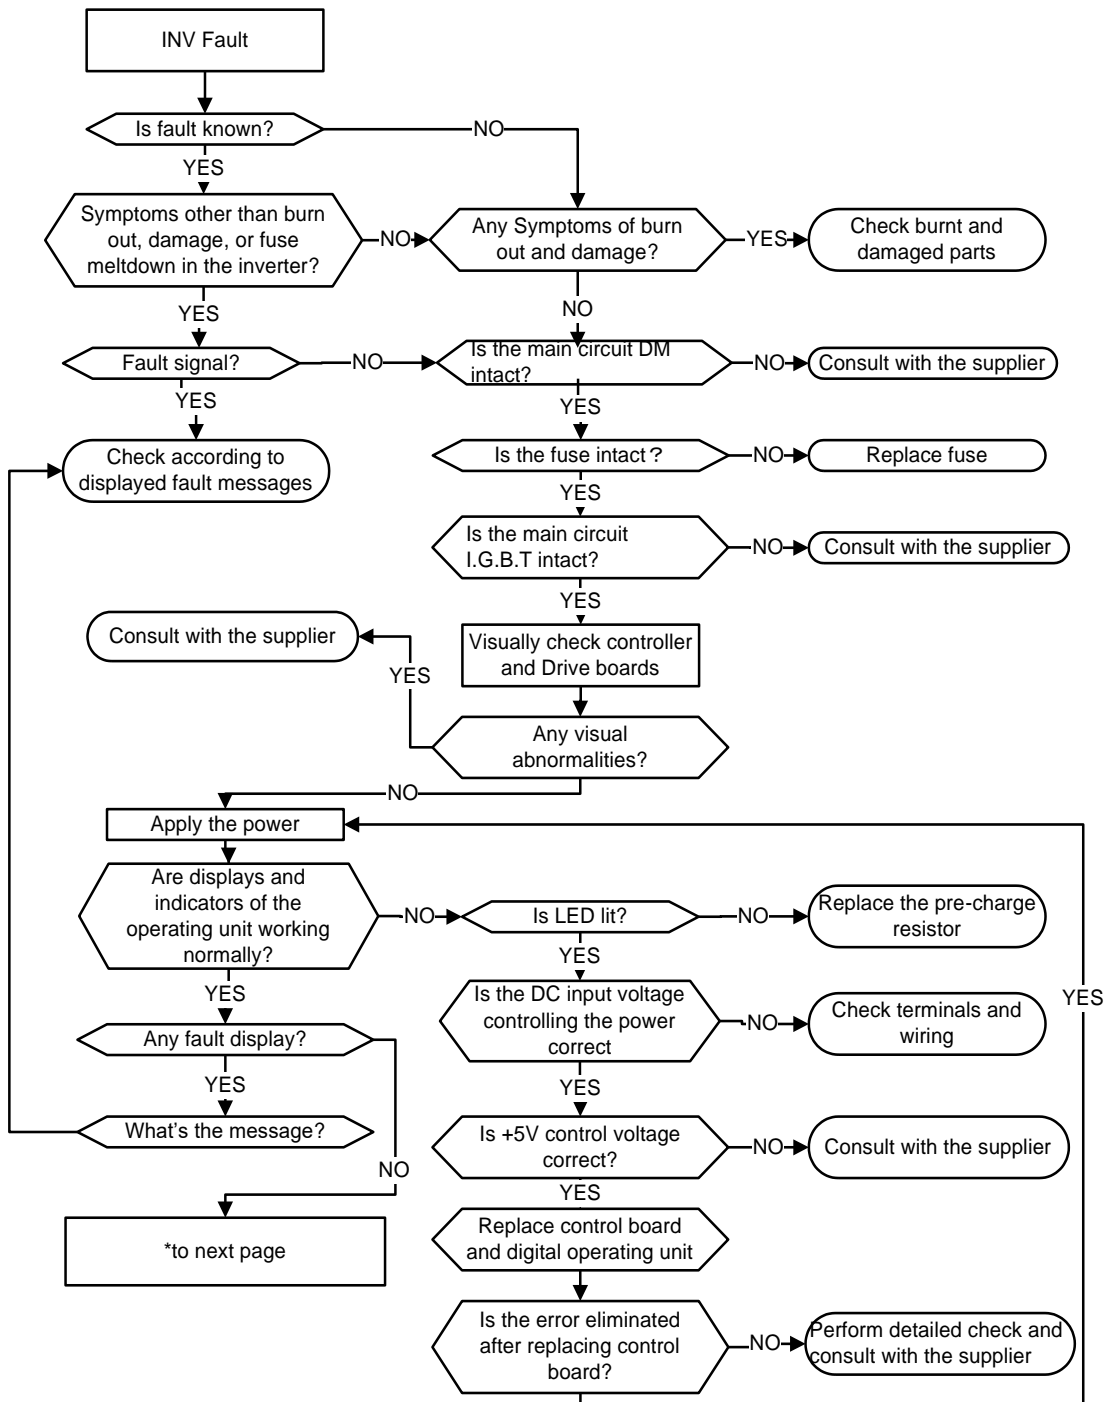 INV Fault
Is fault known?
NO
YES
Symptoms other than burn
out, damage, or fuse
meltdown in the inverter?
NO
Any Symptoms of burn
out and damage?
YES
Check burnt and
damaged parts
YES
NO
Fault signal?
NO
Is the main circuit DM
intact?
NO
Consult with the supplier
YES
YES
Check according to
displayed fault messages
Is the fuse intact?
NO
Replace fuse
YES
Is the main circuit
I.G.B.T intact?
NO
Consult with the supplier
YES
Consult with the supplier
Visually check controller
and Drive boards
YES
Any visual
abnormalities?
NO
Apply the power
Are displays and
indicators of the
operating unit working
normally?
NO
Is LED lit?
NO
Replace the pre-charge
resistor
YES
YES
Is the DC input voltage
controlling the power
correct
NO
Check terminals and
wiring
YES
Any fault display?
YES
YES
What's the message?
Is +5V control voltage
correct?
NO
Consult with the supplier
NO
YES
*to next page
Replace control board
and digital operating unit
Is the error eliminated
after replacing control
board?
NO
Perform detailed check and
consult with the supplier